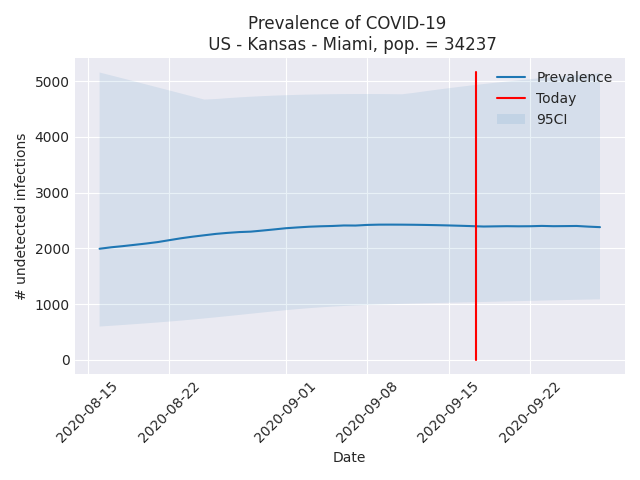 Prevalence of COVID-19
US - Kansas - Miami, pop. = 34237
Prevalence
Today
95CI
5000
4000
3000
2000
1000
0
# undetected infections
2020-08-15
2020-08-22
2020-09-01
2020-09-08
2020-09-15
2020-09-22
Date